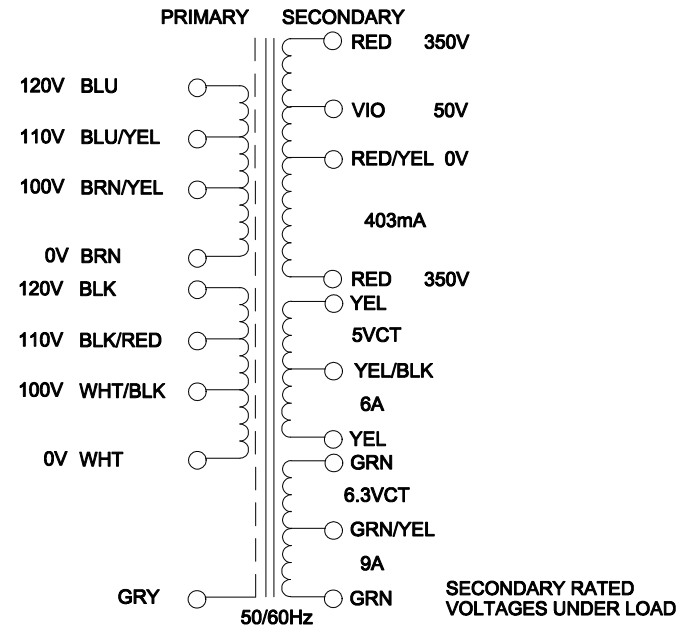 PRIMARY SECONDARY
RED 350V
120V BLU
VIO 50V
110V BLU/YEL
RED/YEL 0V
100V BRN/YEL
403mA
0V BRN
RED 350V
120V BLK
YEL
110V BLK/RED
5VCT
YEL/BLK
100V WHT/BLK
6A
YEL
0V WHT
GRN
6.3VCT
GRN/YEL
9A
GRY
GRN
SECONDARY RATED
VOLTAGES UNDER LOAD
50/60Hz